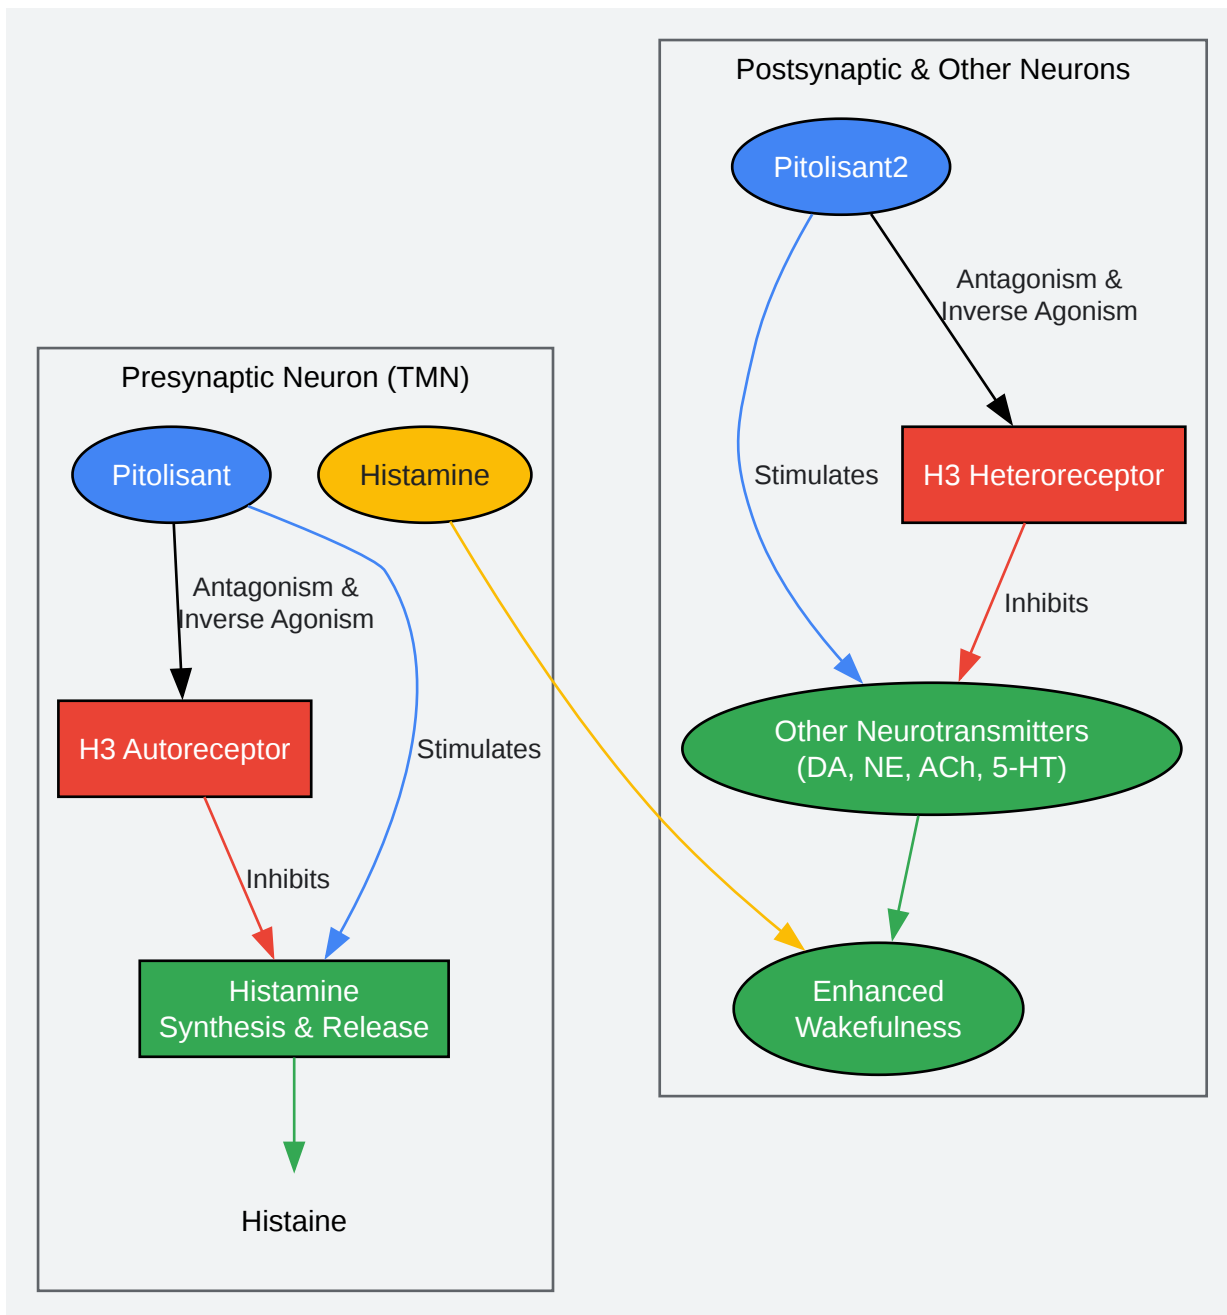 Postsynaptic & Other Neurons
Pitolisant2
Antagonism &
Inverse Agonism
Stimulates
H3 Heteroreceptor
Inhibits
Other Neurotransmitters
(DA, NE, ACh, 5-HT)
Enhanced
Wakefulness
Presynaptic Neuron (TMN)
Pitolisant
Histamine
Antagonism &
Inverse Agonism
H3 Autoreceptor
Stimulates
Inhibits
Histamine
Synthesis & Release
Histaine